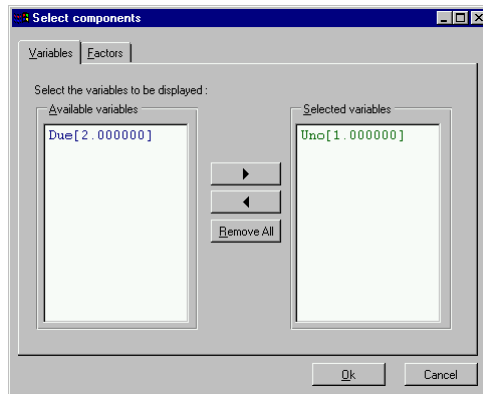 Select components
Variables Factors
Select the variables to be displayed :
Available variables
Selected variables
Due[2.000000]
Uno[1.000000]
Remove All
Ok
Cancel